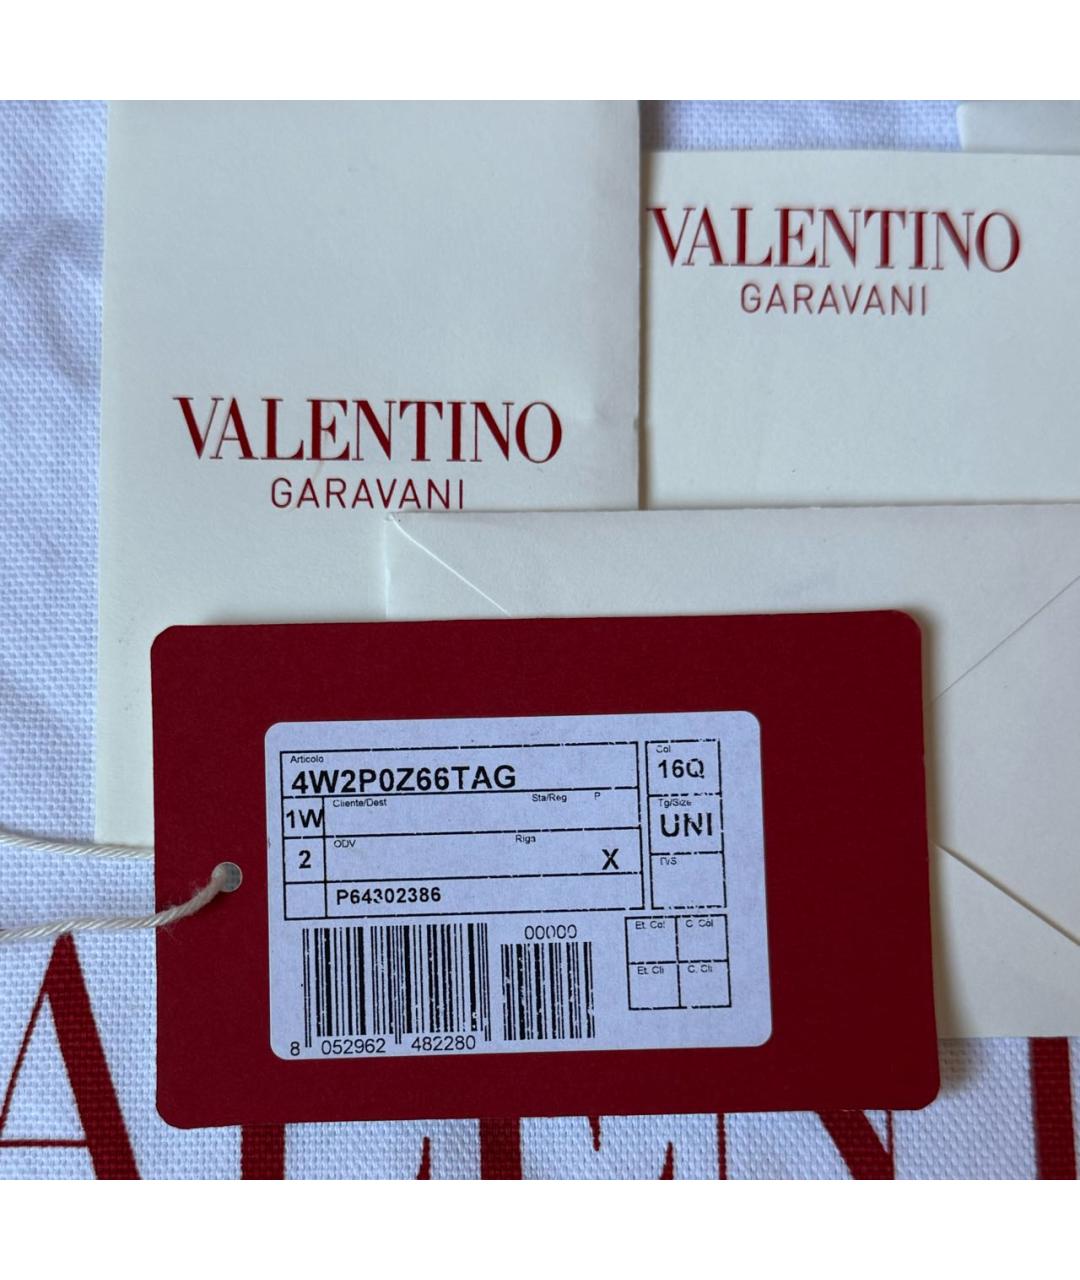 VALENTINO
GARAVANI
VALENTINO
GARAVANI
Articolo
4W2P0Z66TAG
Col
16Q
1W
Cliente/Dest
Sta/Reg
P
Tg/Size
UNI
2
ODV
Riga
X
P64302386
00000
Et. Col
C. Col
Et. Cli
C. Cli
8 052962 482280